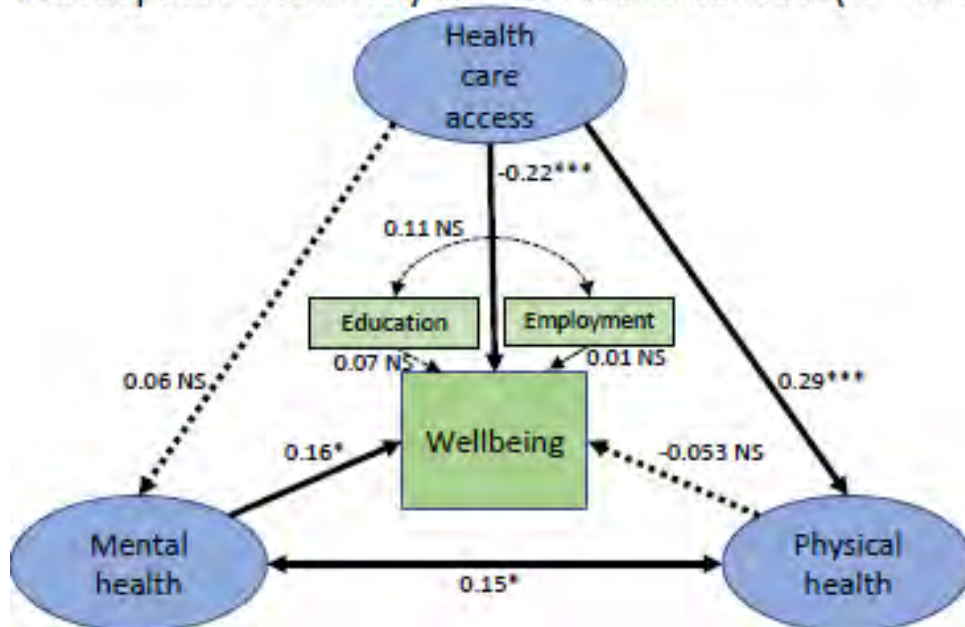 Health
care
access
-0.22***
0.11 NS
Education
Employment
0.07 NS
0.01 NS
0.06 NS
0.29***
Wellbeing
0.16*
-0.053 NS
Mental
health
Physical
health
0.15*